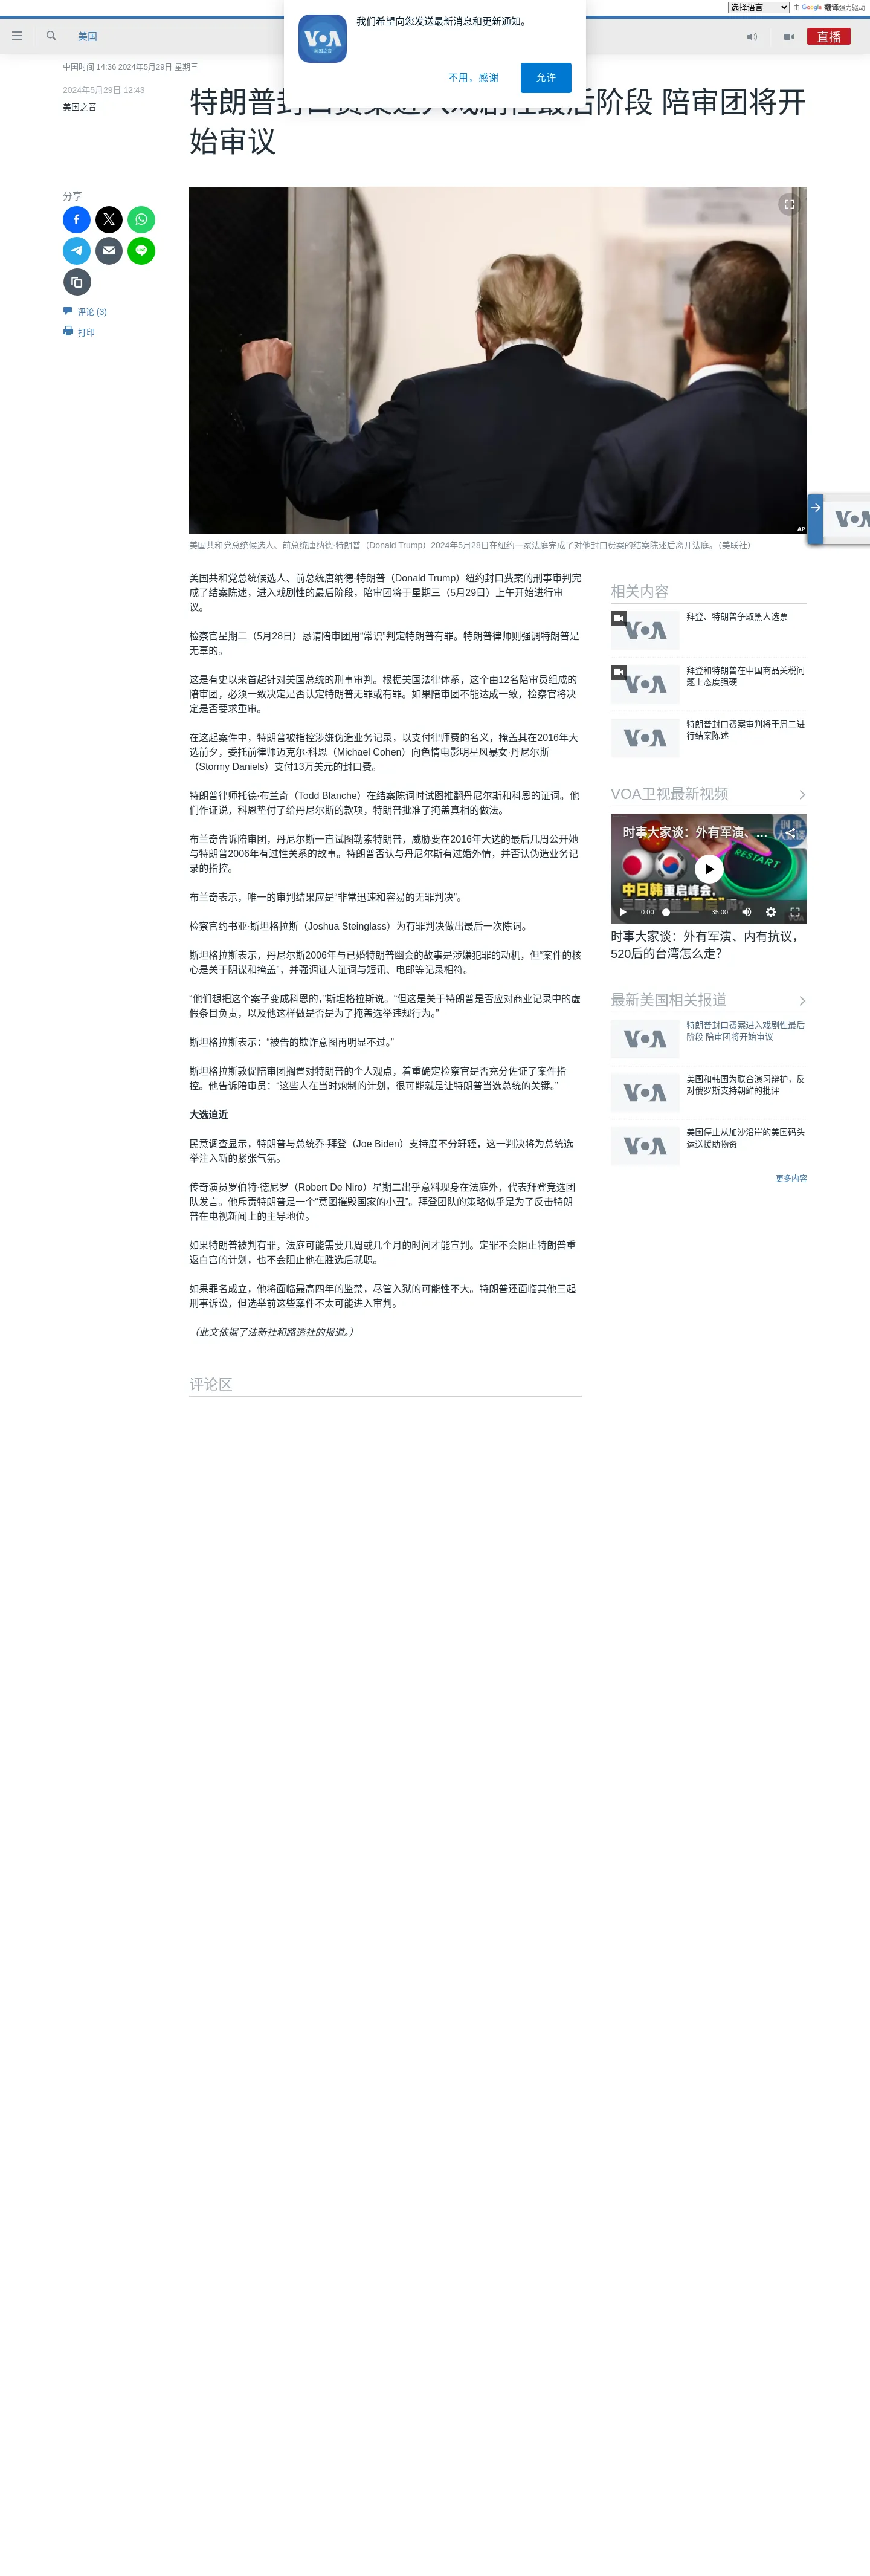 选择语言 由 Google 翻译强力驱动
我们希望向您发送最新消息和更新通知。
VOA
美国之音
不用，感谢
允许
美国
直播
中国时间 14:36 2024年5月29日 星期三
2024年5月29日 12:43
美国之音
特朗普封口费案进入戏剧性最后阶段 陪审团将开
始审议
分享
评论 (3)
打印
AP
美国共和党总统候选人、前总统唐纳德·特朗普（Donald Trump）2024年5月28日在纽约一家法庭完成了对他封口费案的结案陈述后离开法庭。（美联社）
美国共和党总统候选人、前总统唐纳德·特朗普（Donald Trump）纽约封口费案的刑事审判完
成了结案陈述，进入戏剧性的最后阶段，陪审团将于星期三（5月29日）上午开始进行审
议。
检察官星期二（5月28日）恳请陪审团用“常识”判定特朗普有罪。特朗普律师则强调特朗普是
无辜的。
这是有史以来首起针对美国总统的刑事审判。根据美国法律体系，这个由12名陪审员组成的
陪审团，必须一致决定是否认定特朗普无罪或有罪。如果陪审团不能达成一致，检察官将决
定是否要求重审。
在这起案件中，特朗普被指控涉嫌伪造业务记录，以支付律师费的名义，掩盖其在2016年大
选前夕，委托前律师迈克尔·科恩（Michael Cohen）向色情电影明星风暴女·丹尼尔斯
（Stormy Daniels）支付13万美元的封口费。
特朗普律师托德·布兰奇（Todd Blanche）在结案陈词时试图推翻丹尼尔斯和科恩的证词。他
们作证说，科恩垫付了给丹尼尔斯的款项，特朗普批准了掩盖真相的做法。
布兰奇告诉陪审团，丹尼尔斯一直试图勒索特朗普，威胁要在2016年大选的最后几周公开她
与特朗普2006年有过性关系的故事。特朗普否认与丹尼尔斯有过婚外情，并否认伪造业务记
录的指控。
布兰奇表示，唯一的审判结果应是“非常迅速和容易的无罪判决”。
检察官约书亚·斯坦格拉斯（Joshua Steinglass）为有罪判决做出最后一次陈词。
斯坦格拉斯表示，丹尼尔斯2006年与已婚特朗普幽会的故事是涉嫌犯罪的动机，但“案件的核
心是关于阴谋和掩盖”，并强调证人证词与短讯、电邮等记录相符。
“他们想把这个案子变成科恩的，”斯坦格拉斯说。“但这是关于特朗普是否应对商业记录中的虚
假条目负责，以及他这样做是否是为了掩盖选举违规行为。”
斯坦格拉斯表示：“被告的欺诈意图再明显不过。”
斯坦格拉斯敦促陪审团搁置对特朗普的个人观点，着重确定检察官是否充分佐证了案件指
控。他告诉陪审员：“这些人在当时炮制的计划，很可能就是让特朗普当选总统的关键。”
大选迫近
民意调查显示，特朗普与总统乔·拜登（Joe Biden）支持度不分轩轾，这一判决将为总统选
举注入新的紧张气氛。
传奇演员罗伯特·德尼罗（Robert De Niro）星期二出乎意料现身在法庭外，代表拜登竞选团
队发言。他斥责特朗普是一个“意图摧毁国家的小丑”。拜登团队的策略似乎是为了反击特朗
普在电视新闻上的主导地位。
如果特朗普被判有罪，法庭可能需要几周或几个月的时间才能宣判。定罪不会阻止特朗普重
返白宫的计划，也不会阻止他在胜选后就职。
如果罪名成立，他将面临最高四年的监禁，尽管入狱的可能性不大。特朗普还面临其他三起
刑事诉讼，但选举前这些案件不太可能进入审判。
（此文依据了法新社和路透社的报道。）
评论区
相关内容
VOA
拜登、特朗普争取黑人选票
VOA
拜登和特朗普在中国商品关税问
题上态度强硬
VOA
特朗普封口费案审判将于周二进
行结案陈述
VOA卫视最新视频
时事大家谈：外有军演、...
RESTART
中日韩重启峰会,
0:00
35:00
时事大家谈：外有军演、内有抗议，
520后的台湾怎么走？
最新美国相关报道
VOA
特朗普封口费案进入戏剧性最后
阶段 陪审团将开始审议
VOA
美国和韩国为联合演习辩护，反
对俄罗斯支持朝鲜的批评
VOA
美国停止从加沙沿岸的美国码头
运送援助物资
更多内容